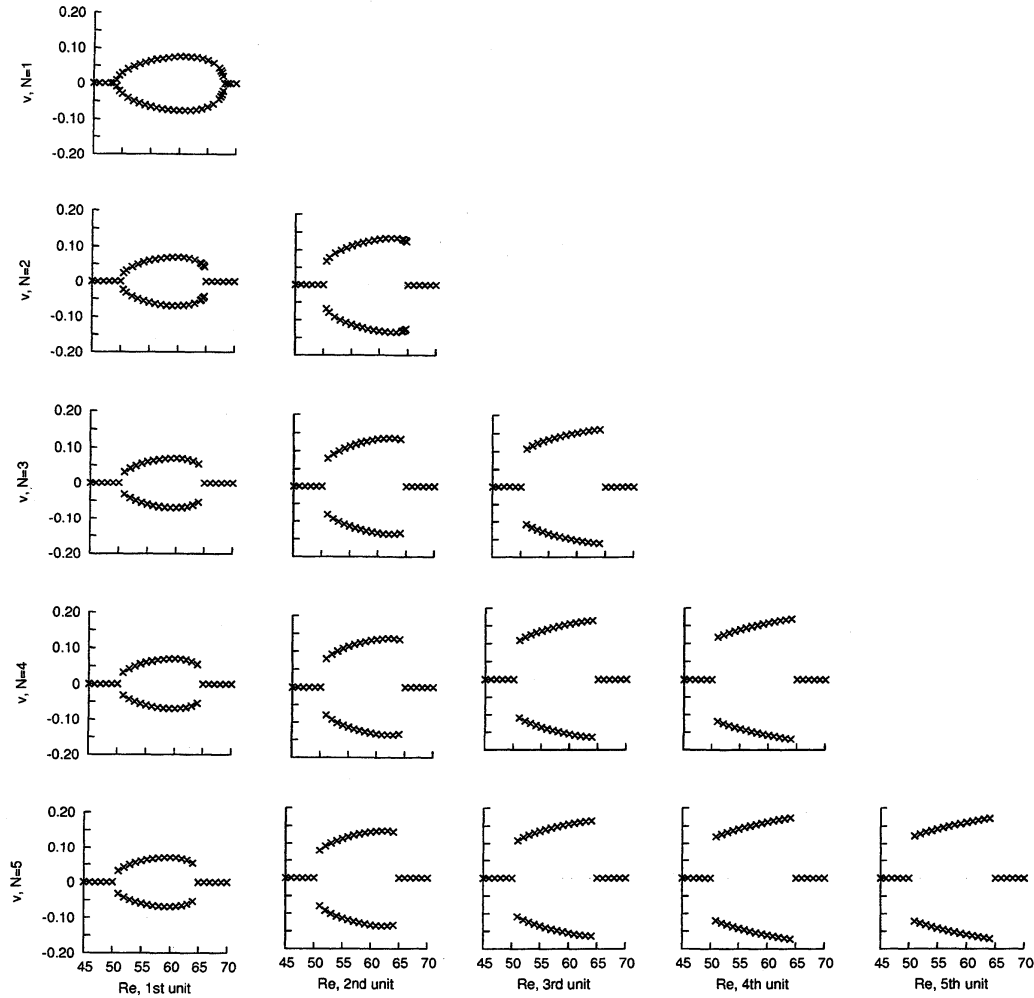 0.20
0.10
0
-0.10
-0.20
v, N=1
0.20
0.10
0
-0.10
-0.20
v, N=2
0.20
0.10
0
-0.10
-0.20
v, N=3
0.20
0.10
0
-0.10
-0.20
v, N=4
0.20
0.10
0
-0.10
-0.20
v, N=5
45 50 55 60 65 70
Re, 1st unit
45 50 55 60 65 70
Re, 2nd unit
45 50 55 60 65 70
Re, 3rd unit
45 50 55 60 65 70
Re, 4th unit
45 50 55 60 65 70
Re, 5th unit